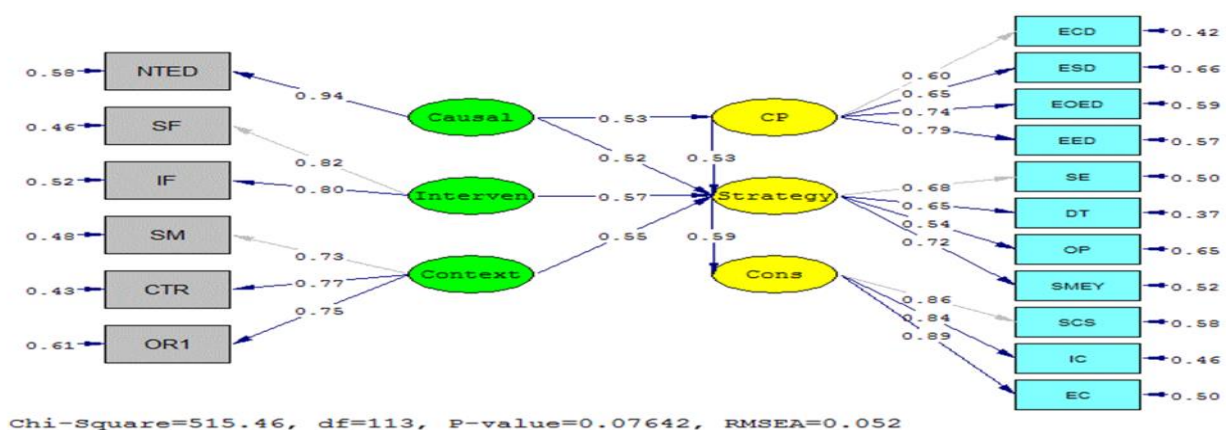 ECD 0.42
0.60
NTED 0.58
0.94
ESD 0.66
0.65
SF 0.46
0.82
Causal
0.53
CP
EOED 0.59
0.74
EED 0.57
0.79
0.52
0.53
IF 0.52
0.80
Interven
0.57
Strategy
SE 0.50
0.68
DT 0.37
0.65
SM 0.48
0.73
0.55
0.59
OP 0.65
0.54
CTR 0.43
0.77
Context
Cons
SMEY 0.52
0.72
SCS 0.58
0.86
OR1 0.61
0.75
IC 0.46
0.84
EC 0.50
0.89
Chi-Square=515.46, df=113, P-value=0.07642, RMSEA=0.052